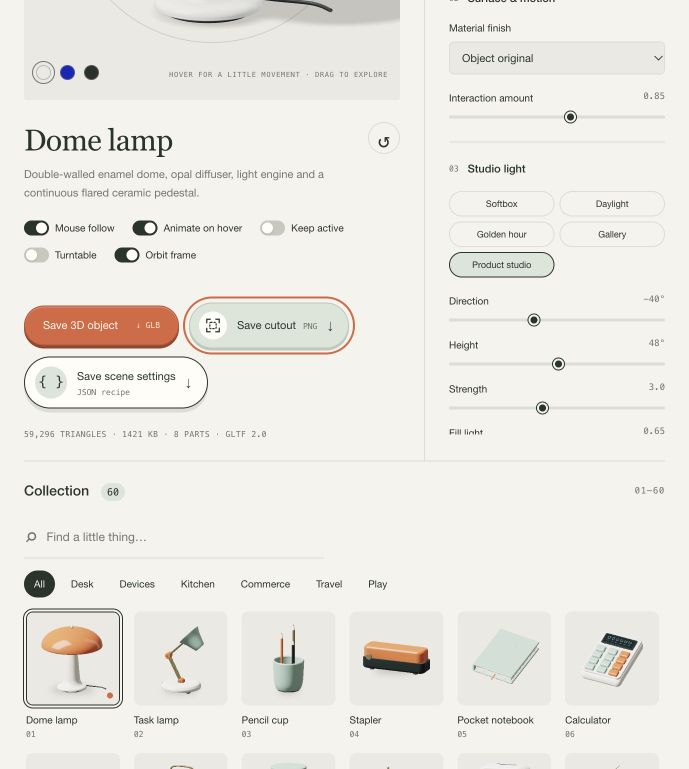 HOVER FOR A LITTLE MOVEMENT · DRAG TO EXPLORE
Dome lamp
Double-walled enamel dome, opal diffuser, light engine and a
continuous flared ceramic pedestal.
Mouse follow
Animate on hover
Keep active
Turntable
Orbit frame
Save 3D object
↓ GLB
Save cutout PNG ↓
{ }
Save scene settings ↓
JSON recipe
59,296 TRIANGLES · 1421 KB · 8 PARTS · GLTF 2.0
Surface & motion
Material finish
Object original
Interaction amount 0.85
03 Studio light
Softbox
Daylight
Golden hour
Gallery
Product studio
Direction −40°
Height 48°
Strength 3.0
Fill light 0.65
Collection 60
01—60
Find a little thing…
All
Desk
Devices
Kitchen
Commerce
Travel
Play
Dome lamp
01
Task lamp
02
Pencil cup
03
Stapler
04
Pocket notebook
05
Calculator
06